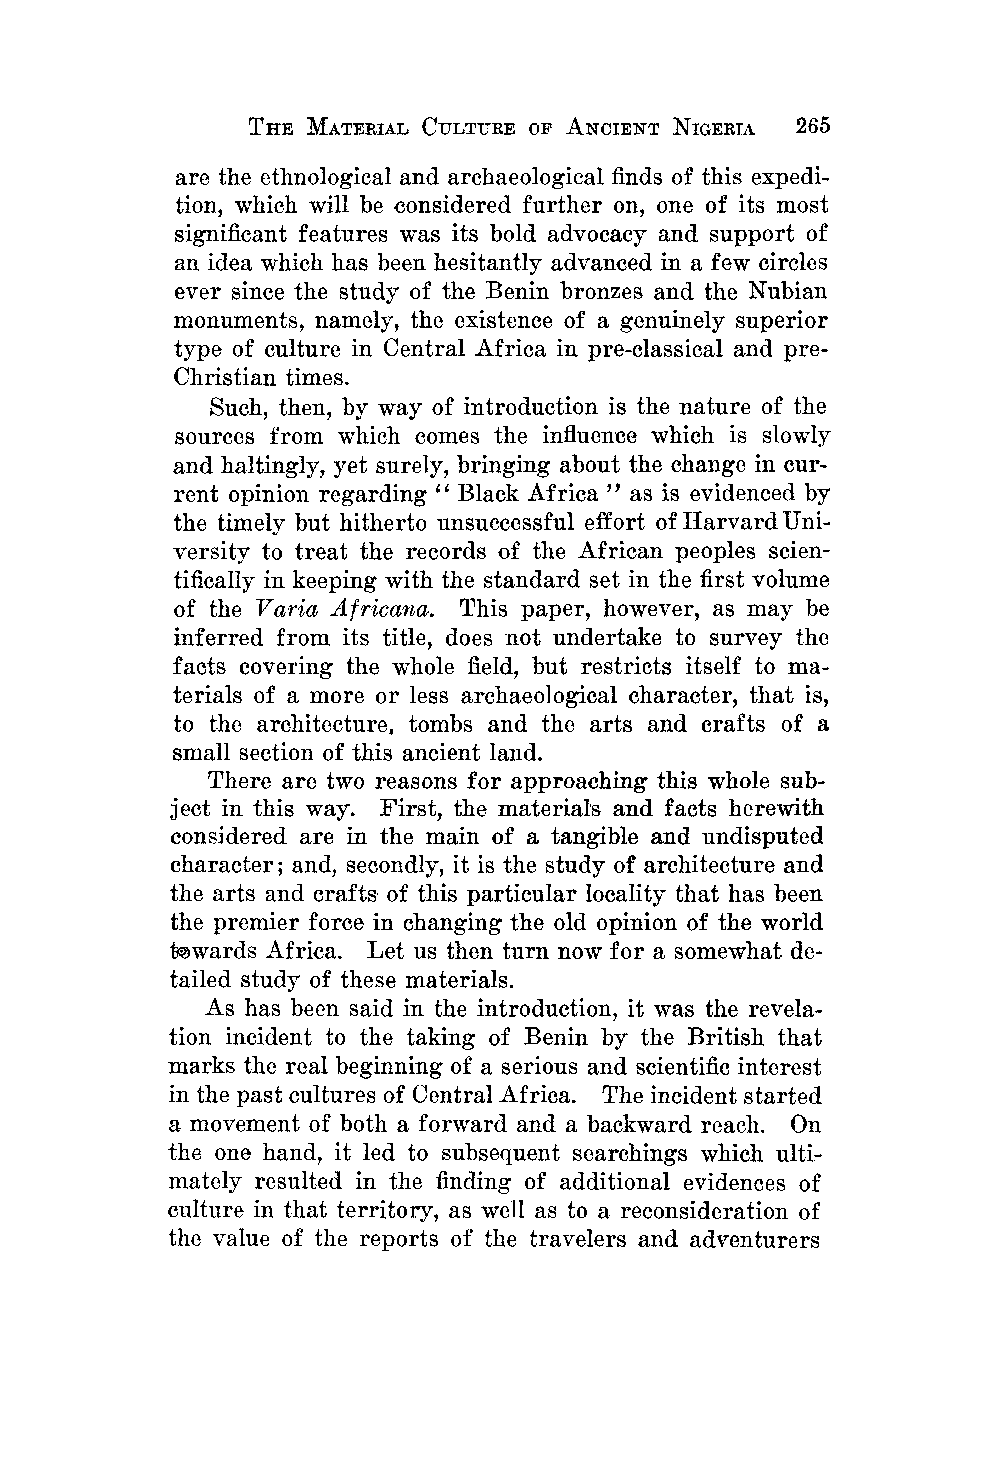 THE MATERIAL CULTURE OF ANCIENT NIGERIA 265
are the ethnological and archaeological finds of this expedi-
tion, which will be considered further on, one of its most
significant features was its bold advocacy and support of
an idea which has been hesitantly advanced in a few circles
ever since the study of the Benin bronzes and the Nubian
monuments, namely, the existence of a genuinely superior
type of culture in Central Africa in pre-classical and pre-
Christian times.
Such, then, by way of introduction is the nature of the
sources from which comes the influence which is slowly
and haltingly, yet surely, bringing about the change in cur-
rent opinion regarding “ Black Africa ” as is evidenced by
the timely but hitherto unsuccessful effort of Harvard Uni-
versity to treat the records of the African peoples scien-
tifically in keeping with the standard set in the first volume
of the Varia Africana. This paper, however, as may be
inferred from its title, does not undertake to survey the
facts covering the whole field, but restricts itself to ma-
terials of a more or less archaeological character, that is,
to the architecture, tombs and the arts and crafts of a
small section of this ancient land.
There are two reasons for approaching this whole sub-
ject in this way. First, the materials and facts herewith
considered are in the main of a tangible and undisputed
character; and, secondly, it is the study of architecture and
the arts and crafts of this particular locality that has been
the premier force in changing the old opinion of the world
towards Africa. Let us then turn now for a somewhat de-
tailed study of these materials.
As has been said in the introduction, it was the revela-
tion incident to the taking of Benin by the British that
marks the real beginning of a serious and scientific interest
in the past cultures of Central Africa. The incident started
a movement of both a forward and a backward reach. On
the one hand, it led to subsequent searchings which ulti-
mately resulted in the finding of additional evidences of
culture in that territory, as well as to a reconsideration of
the value of the reports of the travelers and adventurers